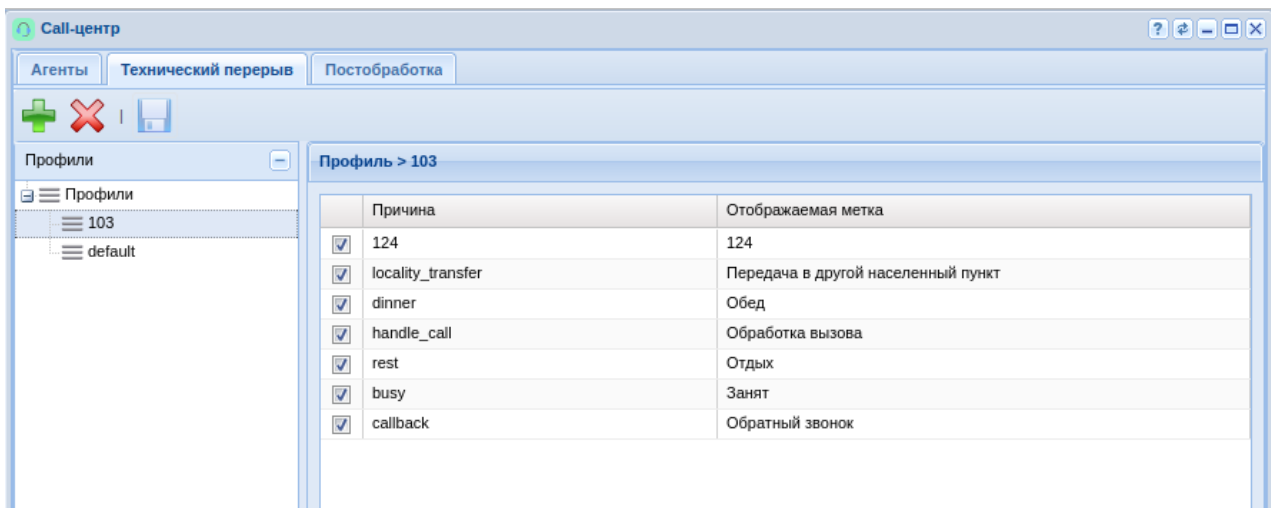 Call-центр
Агенты Технический перерыв Постобработка
Профили
Профиль > 103
Профили
103
default
Причина Отображаемая метка
124 124
locality_transfer Передача в другой населенный пункт
dinner Обед
handle_call Обработка вызова
rest Отдых
busy Занят
callback Обратный звонок